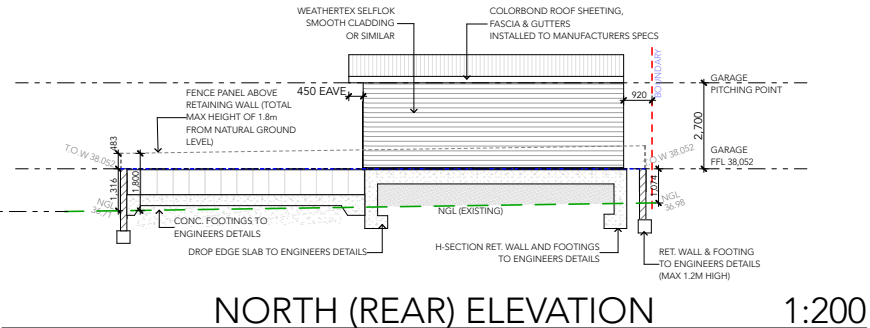 WEATHERTEX SELFLOK
SMOOTH CLADDING
OR SIMILAR
COLORBOND ROOF SHEETING,
FASCIA & GUTTERS
INSTALLED TO MANUFACTURERS SPECS
BOUNDARY
GARAGE
PITCHING POINT
FENCE PANEL ABOVE
RETAINING WALL (TOTAL
MAX HEIGHT OF 1.8m
FROM NATURAL GROUND
LEVEL)
450 EAVE
920
2,700
483
T.O.W 38.052
T.O.W 38.052
GARAGE
FFL 38,052
1,316
1,800
1,074
NGL
NGL
36.98
NGL (EXISTING)
CONC. FOOTINGS TO
ENGINEERS DETAILS
DROP EDGE SLAB TO ENGINEERS DETAILS
H-SECTION RET. WALL AND FOOTINGS
TO ENGINEERS DETAILS
RET. WALL & FOOTING
TO ENGINEERS DETAILS
(MAX 1.2M HIGH)
NORTH (REAR) ELEVATION 1:200